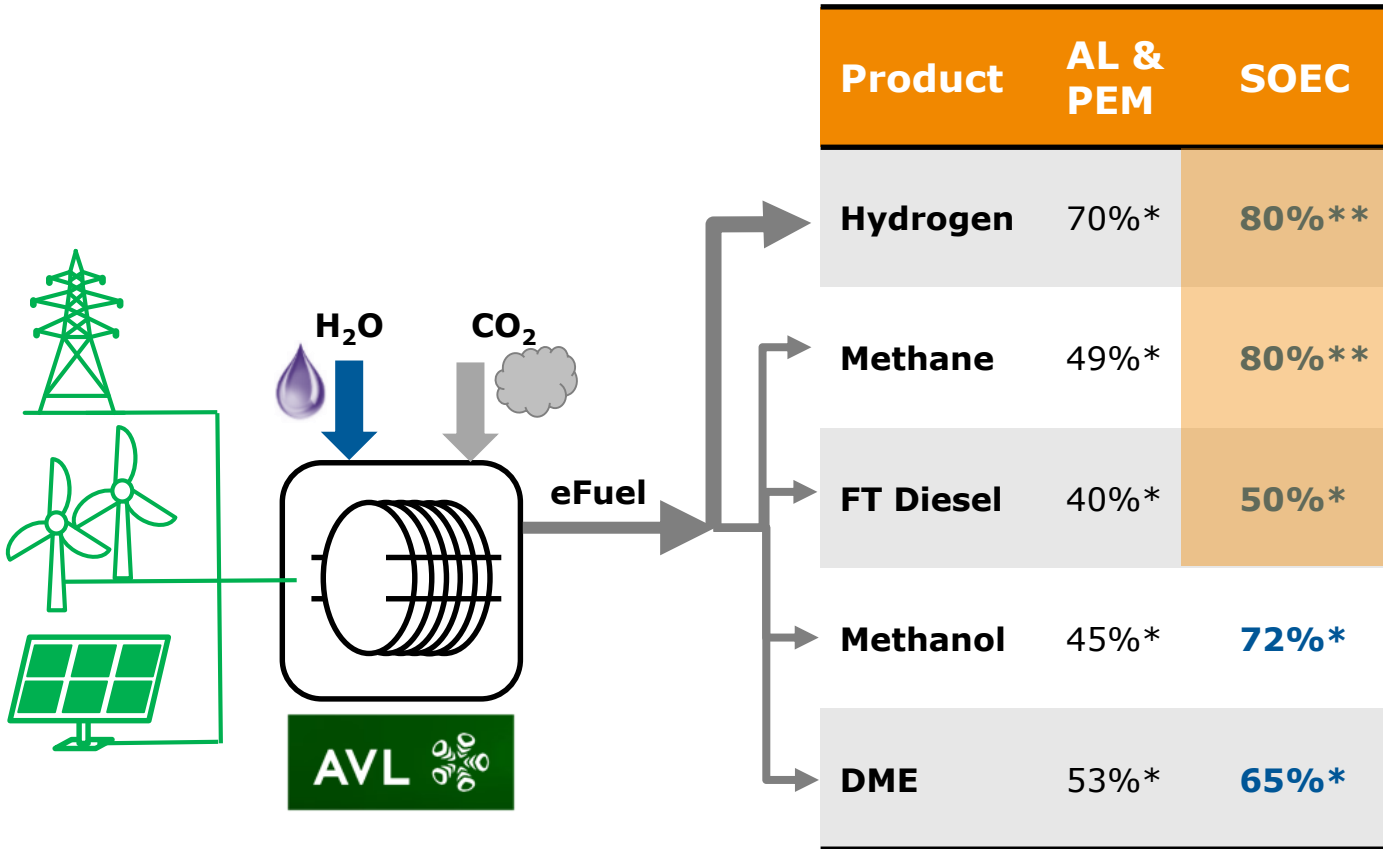 Product AL & PEM SOEC
Hydrogen 70%* 80%**
Methane 49%* 80%**
FT Diesel 40%* 50%*
Methanol 45%* 72%*
DME 53%* 65%*
H₂O CO₂
eFuel
AVL